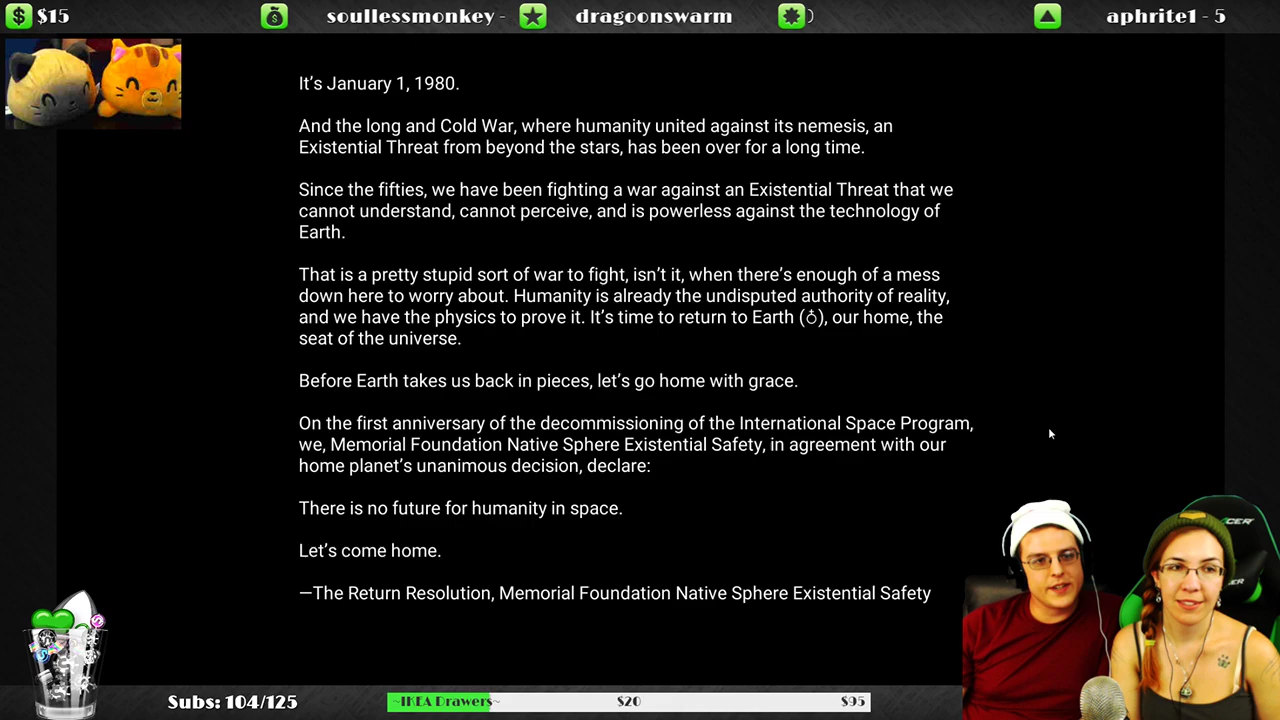 $15 soullessmonkey - dragoonswarm ) aphrite1 - 5
It’s January 1, 1980.
And the long and Cold War, where humanity united against its nemesis, an
Existential Threat from beyond the stars, has been over for a long time.
Since the fifties, we have been fighting a war against an Existential Threat that we
cannot understand, cannot perceive, and is powerless against the technology of
Earth.
That is a pretty stupid sort of war to fight, isn’t it, when there’s enough of a mess
down here to worry about. Humanity is already the undisputed authority of reality,
and we have the physics to prove it. It’s time to return to Earth (♁), our home, the
seat of the universe.
Before Earth takes us back in pieces, let’s go home with grace.
On the first anniversary of the decommissioning of the International Space Program,
we, Memorial Foundation Native Sphere Existential Safety, in agreement with our
home planet’s unanimous decision, declare:
There is no future for humanity in space.
Let’s come home.
—The Return Resolution, Memorial Foundation Native Sphere Existential Safety
Subs: 104/125 ~IKEA Drawers~ $20 $95